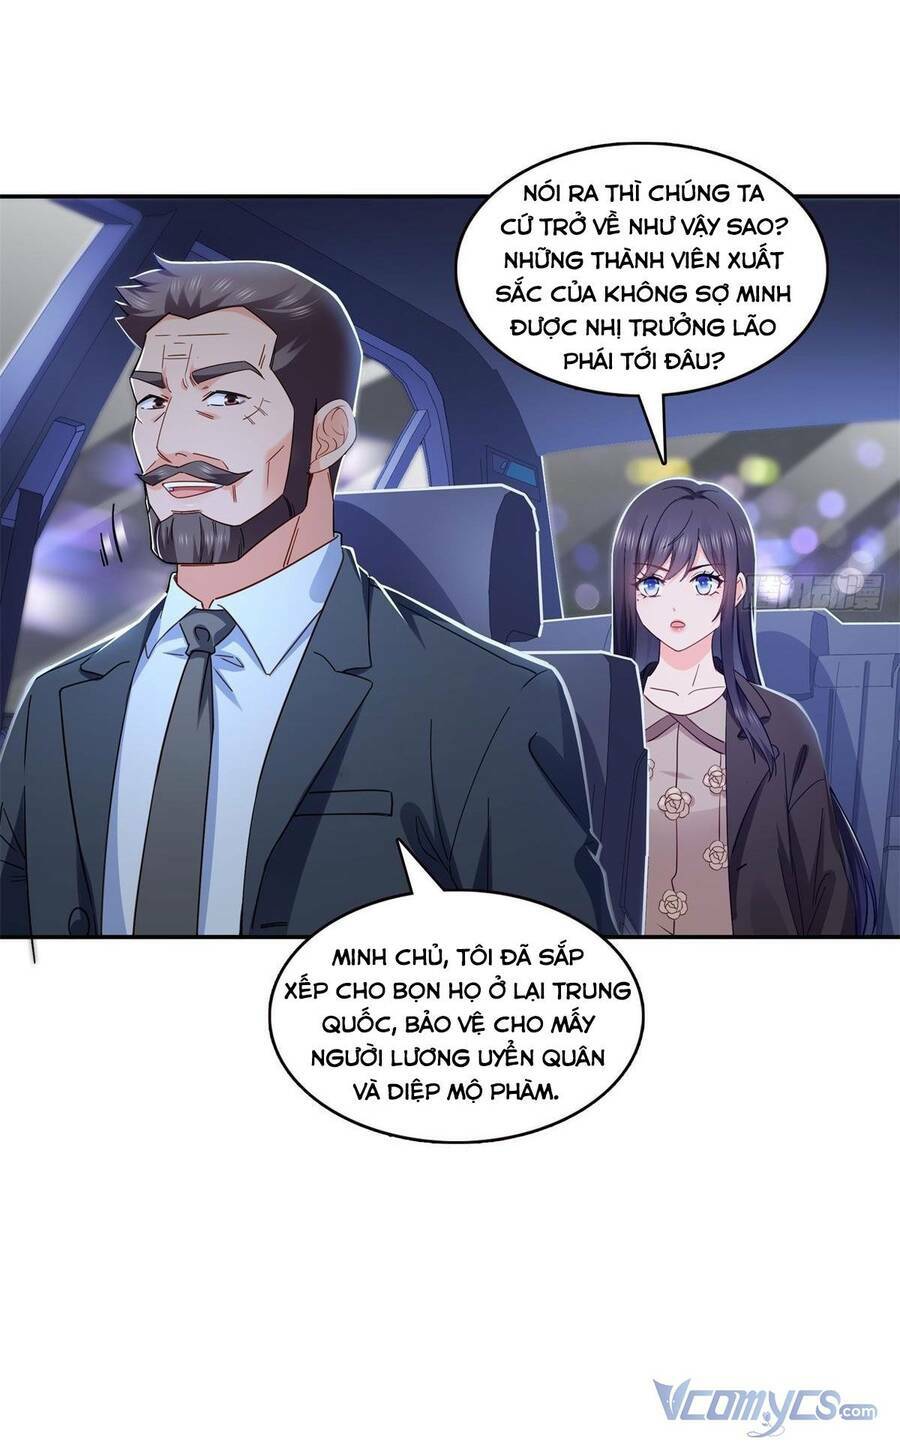 NÓI RA THÌ CHÚNG TA
CỨ TRỞ VỀ NHƯ VẬY SAO?
NHỮNG THÀNH VIÊN XUẤT
SẮC CỦA KHÔNG SỢ MINH
ĐƯỢC NHỊ TRƯỞNG LÃO
PHÁI TỚI ĐÂU?
MINH CHỦ, TÔI ĐÃ SẮP
XẾP CHO BỌN HỌ Ở LẠI TRUNG
QUỐC, BẢO VỆ CHO MẤY
NGƯỜI LƯƠNG UYỂN QUÂN
VÀ DIỆP MỘ PHÀM.
VCOMYCS.com